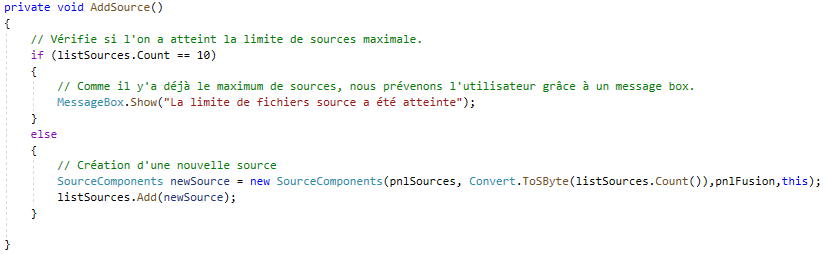 private void AddSource()
{
    // Vérifie si l'on a atteint la limite de sources maximale.
    if (listSources.Count == 10)
    {
        // Comme il y'a déjà le maximum de sources, nous prévenons l'utilisateur grâce à un message box.
        MessageBox.Show("La limite de fichiers source a été atteinte");
    }
    else
    {
        // Création d'une nouvelle source
        SourceComponents newSource = new SourceComponents(pnlSources, Convert.ToSByte(listSources.Count()),pnlFusion,this);
        listSources.Add(newSource);
    }
}